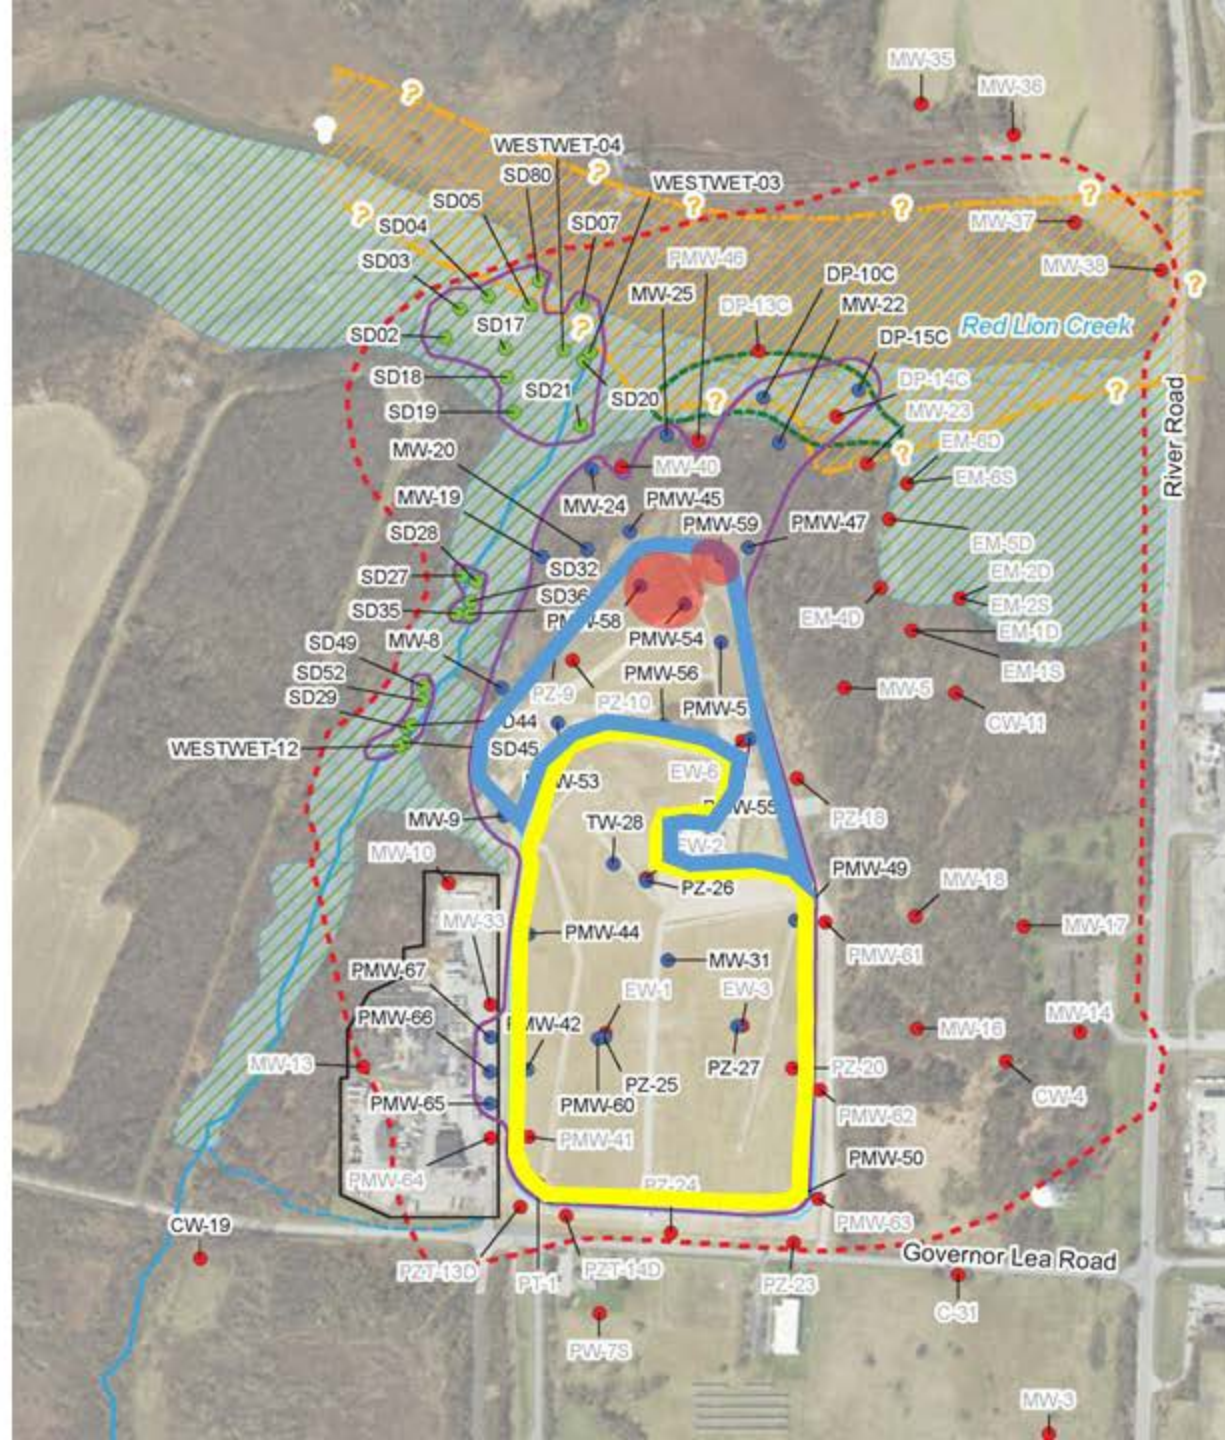 MW-35
MW-36
?
WESTWET-04
SD80
?
WESTWET-03
?
SD05
?
?
?
SD04
SD07
MW-37
SD03
PMW-46
MW-38
DP-10C
?
MW-25
DP-13C
MW-22
SD02
SD17
?
Red Lion Creek
DP-15C
SD18
DP-14C
SD21
SD20
?
?
SD19
MW-23
River Road
MW-20
EM-6D
?
MW-40
EM-6S
MW-19
MW-24
PMW-45
PMW-59
PMW-47
SD28
EM-5D
SD27
SD32
EM-2D
SD36
EM-2S
SD35
PMW-58
EM-4D
MW-8
PMW-54
EM-1D
SD49
PMW-56
EM-1S
SD52
MW-5
SD29
PZ-9
PZ-10
PMW-5
D44
CW-11
WESTWET-12
SD45
EW-6
W-53
MW-9
TW-28
W-55
PZ-18
MW-10
EW-2
PZ-26
PMW-49
MW-18
MW-33
MW-17
PMW-44
PMW-61
PMW-67
MW-31
EW-1
EW-3
PMW-66
MW-42
MW-16
MW-14
MW-13
PZ-27
PZ-20
PZ-25
PMW-65
PMW-60
CW-4
PMW-62
PMW-41
PMW-50
PMW-64
PZ-24
CW-19
PMW-63
Governor Lea Road
PZT-13D
PT-1
PZT-14D
PZ-23
C-31
PW-7S
MW-3